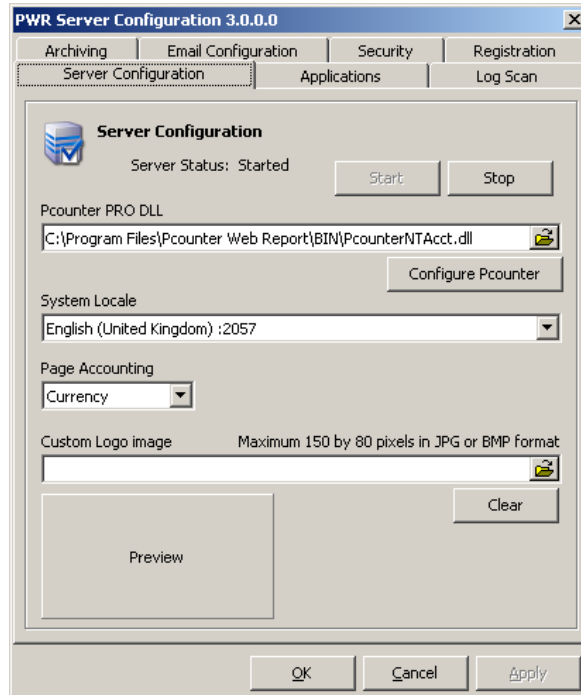 PWR Server Configuration 3.0.0.0
Archiving Email Configuration Security Registration
Server Configuration Applications Log Scan
Server Configuration
Server Status: Started Start Stop
Pcounter PRO DLL
C:\Program Files\Pcounter Web Report\BIN\PcounterNTAcct.dll
Configure Pcounter
System Locale
English (United Kingdom) :2057
Page Accounting
Currency
Custom Logo image Maximum 150 by 80 pixels in JPG or BMP format
Clear
Preview
OK Cancel Apply